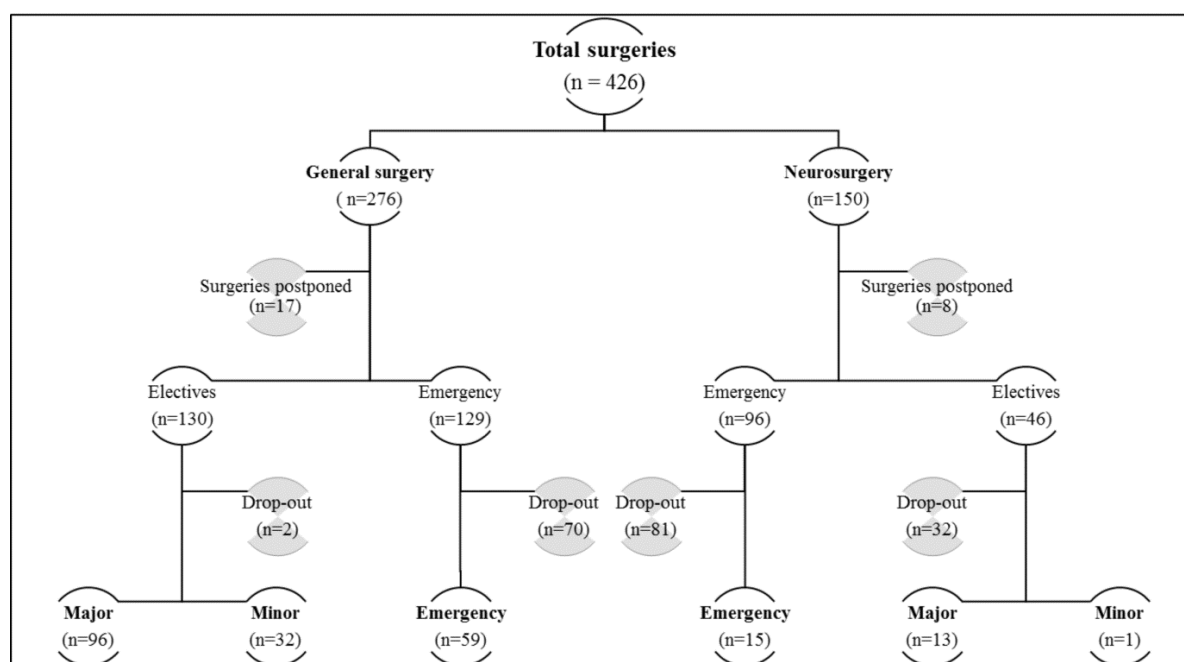 Total surgeries
(n = 426)
General surgery
( n=276)
Neurosurgery
(n=150)
Surgeries postponed
(n=17)
Surgeries postponed
(n=8)
Electives
(n=130)
Emergency
(n=129)
Emergency
(n=96)
Electives
(n=46)
Drop-out
(n=2)
Drop-out
(n=70)
Drop-out
(n=81)
Drop-out
(n=32)
Major
(n=96)
Minor
(n=32)
Emergency
(n=59)
Emergency
(n=15)
Major
(n=13)
Minor
(n=1)